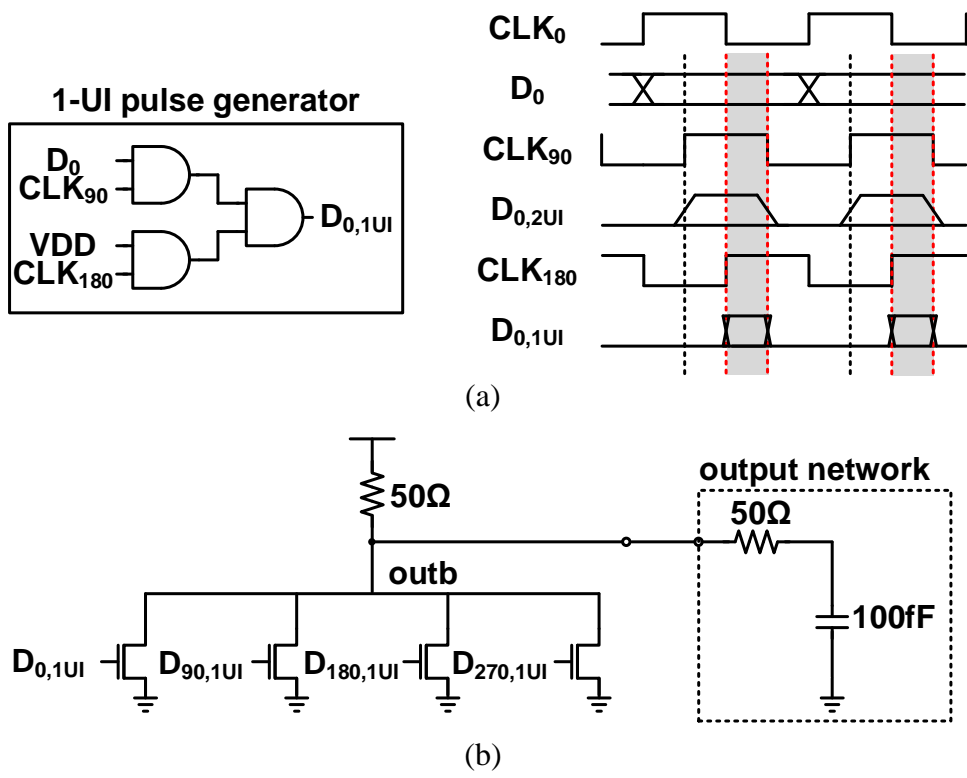 1-UI pulse generator
D0
CLK90
VDD
CLK180
D0,1UI
CLK0
D0
CLK90
D0,2UI
CLK180
D0,1UI
(a)
50Ω
outb
D0,1UI
D90,1UI
D180,1UI
D270,1UI
output network
50Ω
100fF
(b)